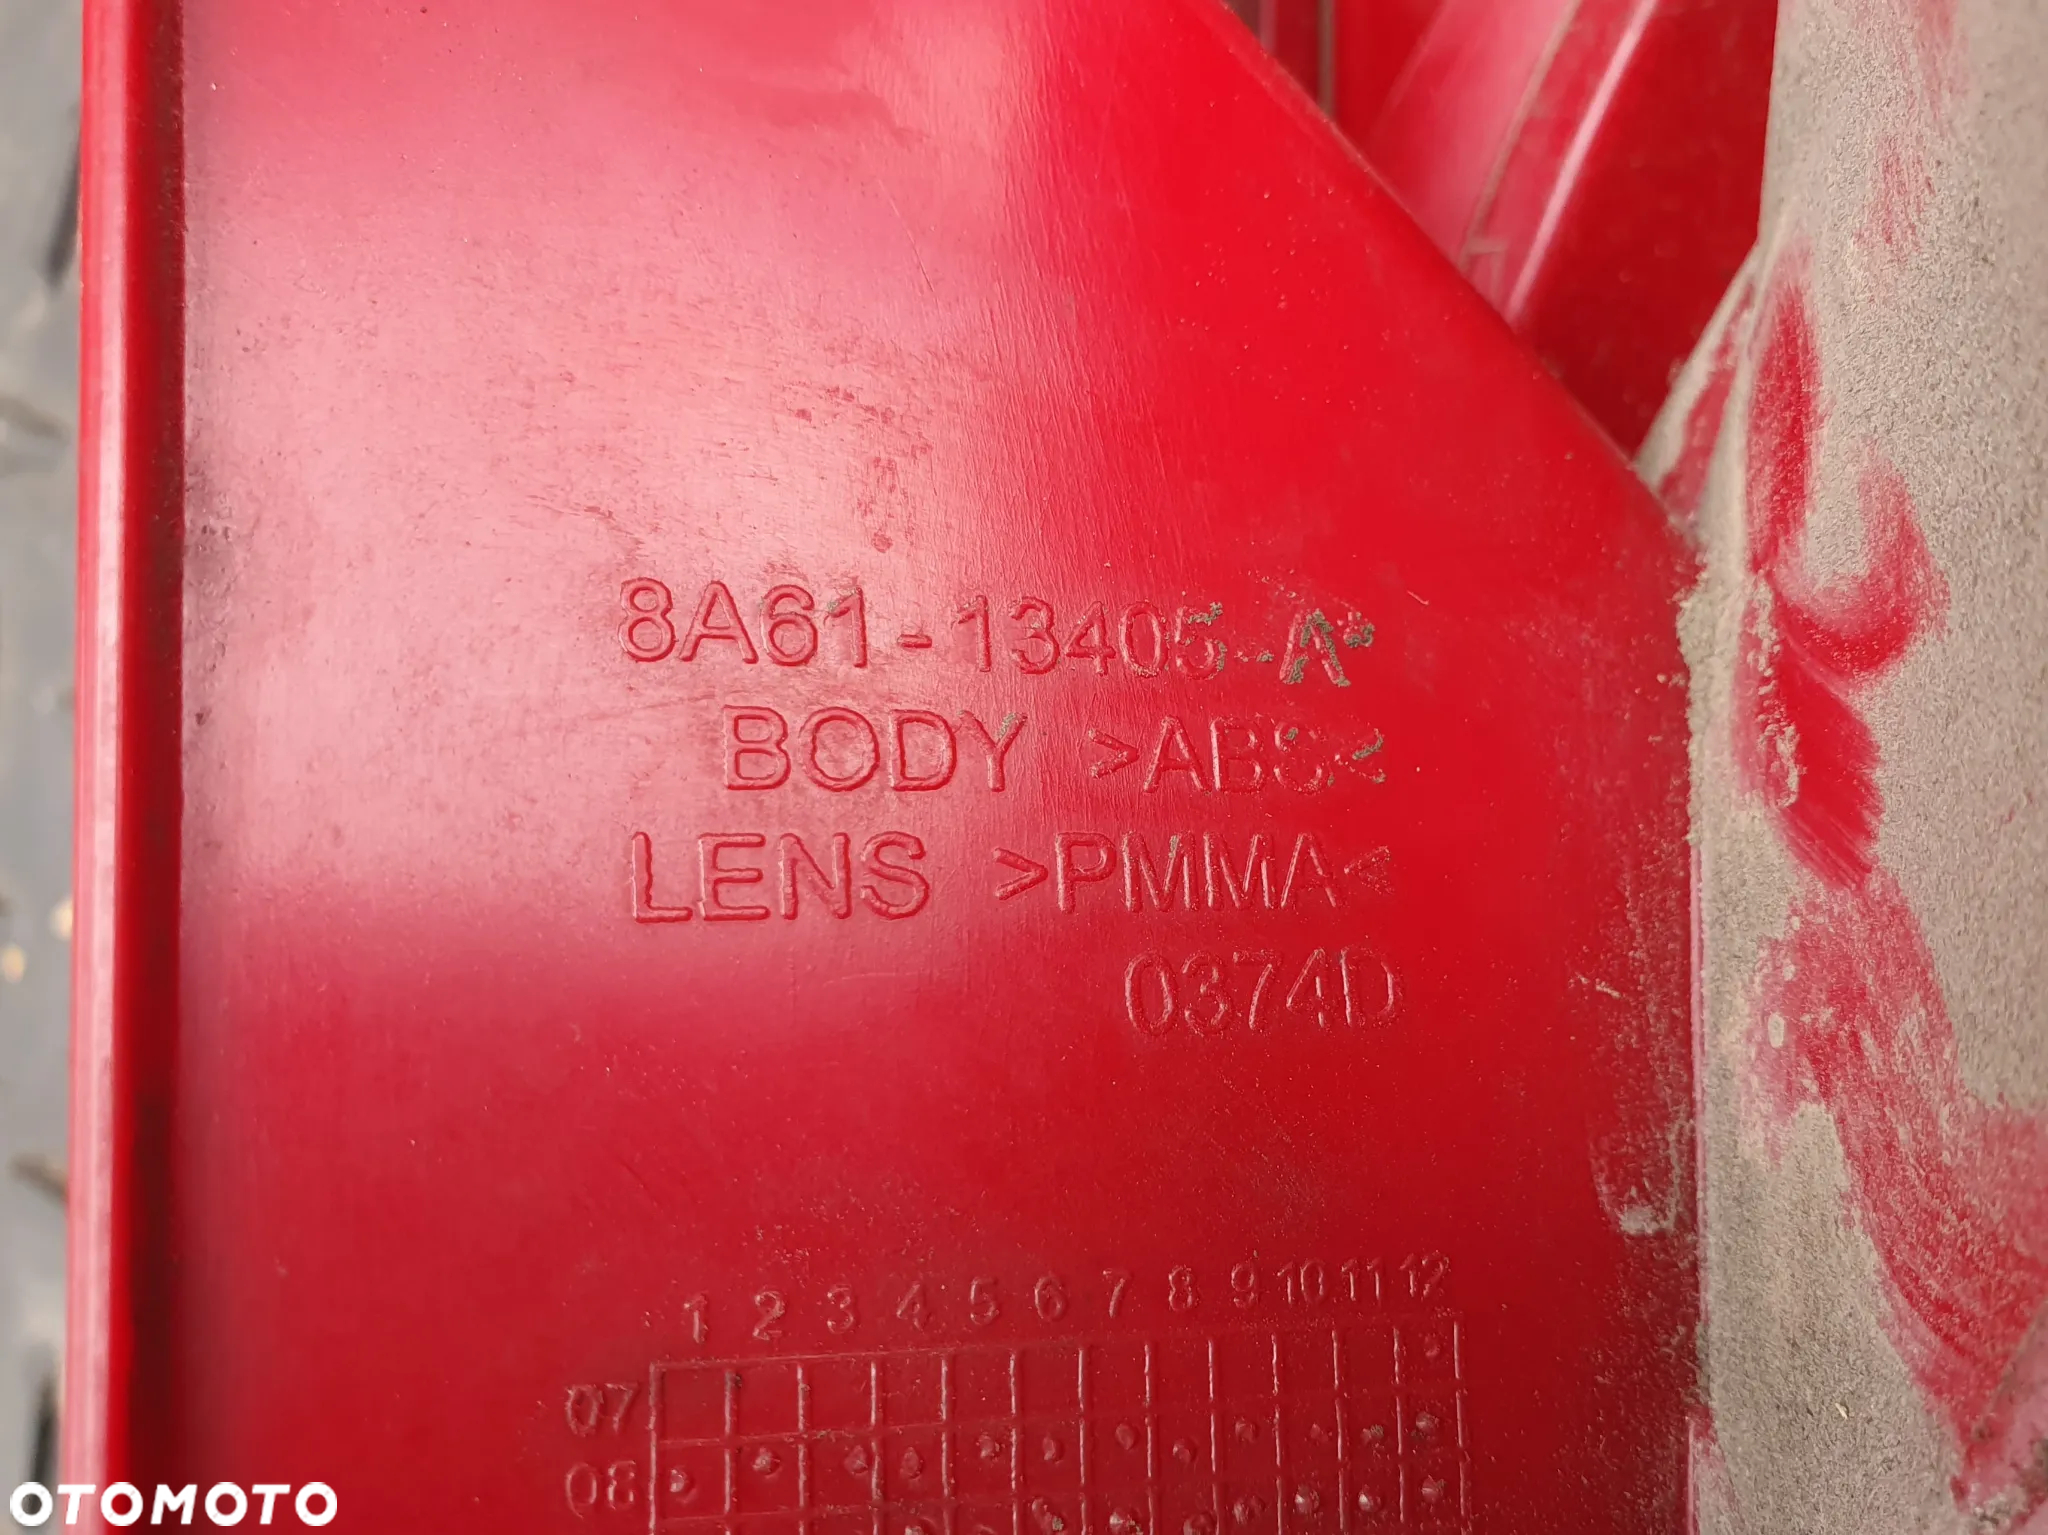 8A61-13405-A
BODY >ABS<
LENS >PMMA<
0374D
1 2 3 4 5 6 7 8 9 10 11 12
07
08
OTOMOTO